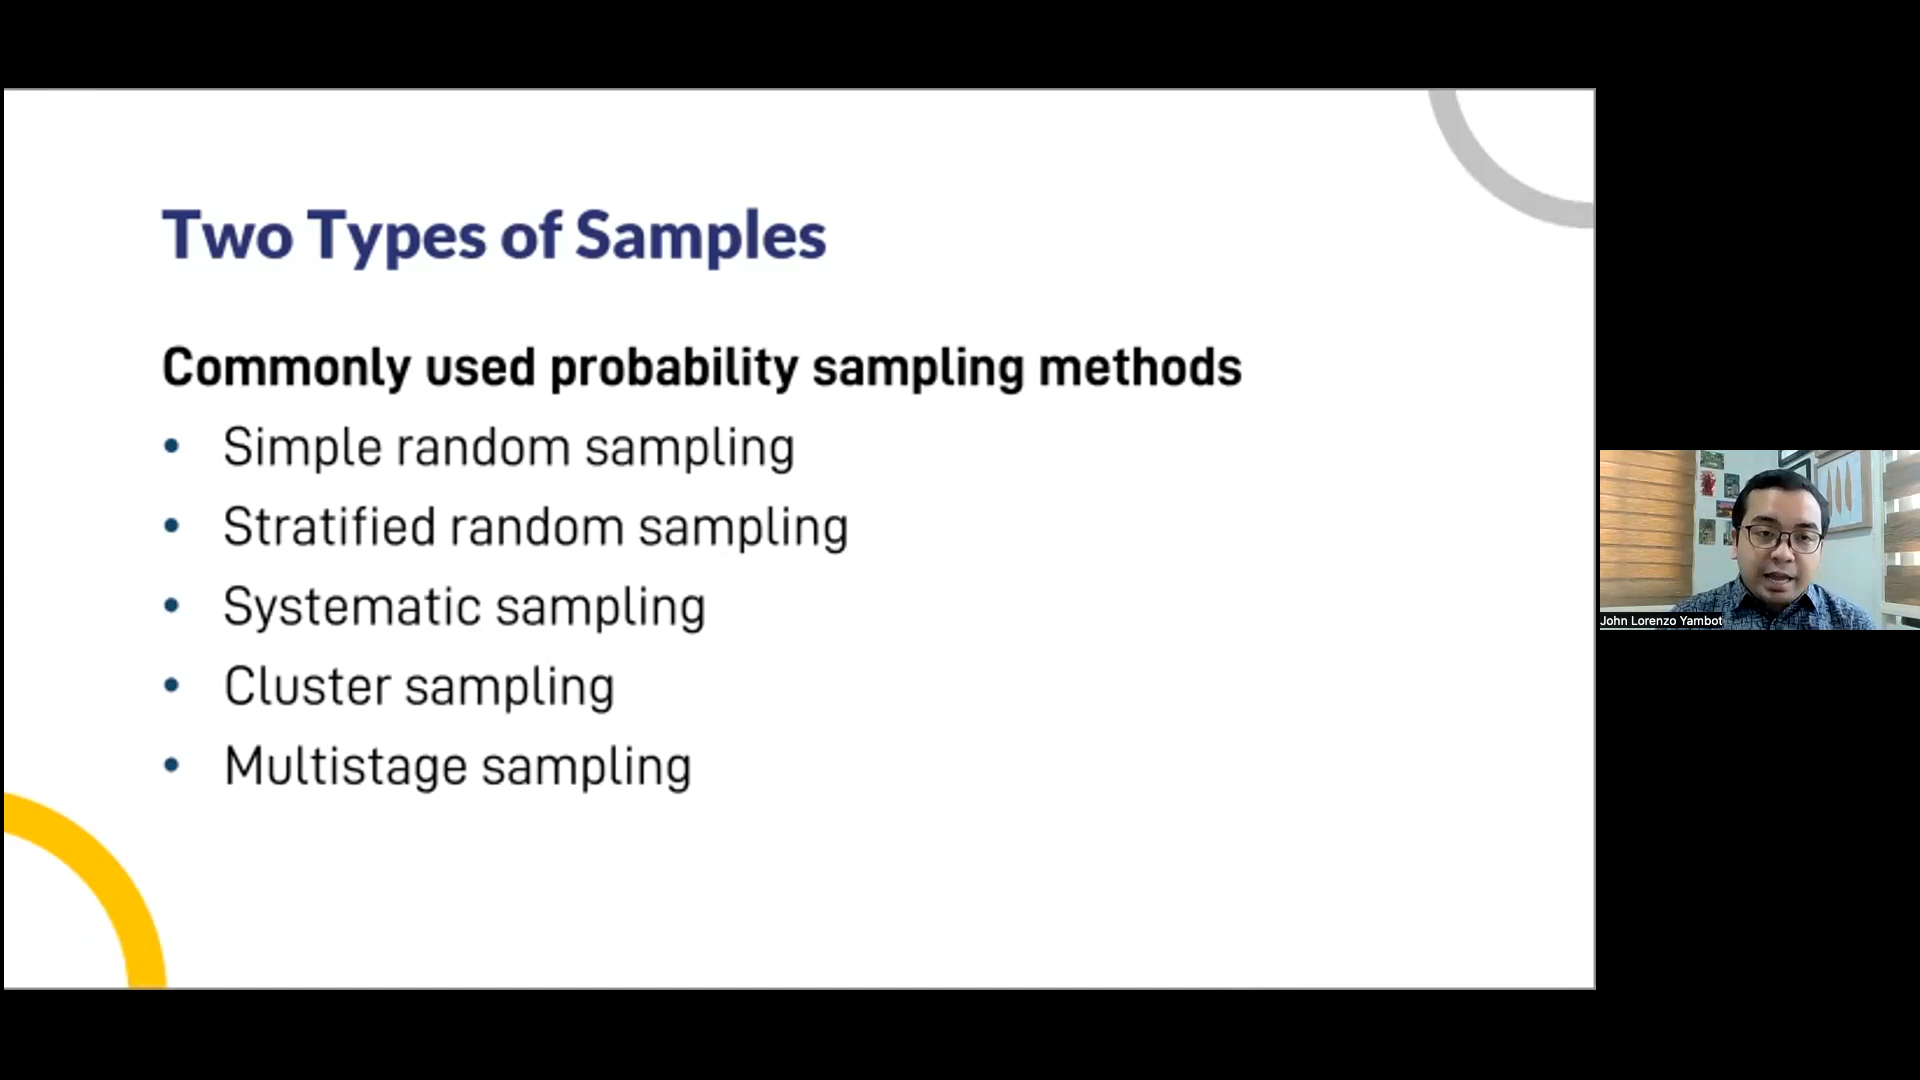 Two Types of Samples
Commonly used probability sampling methods
• Simple random sampling
• Stratified random sampling
• Systematic sampling
• Cluster sampling
• Multistage sampling
John Lorenzo Yambot